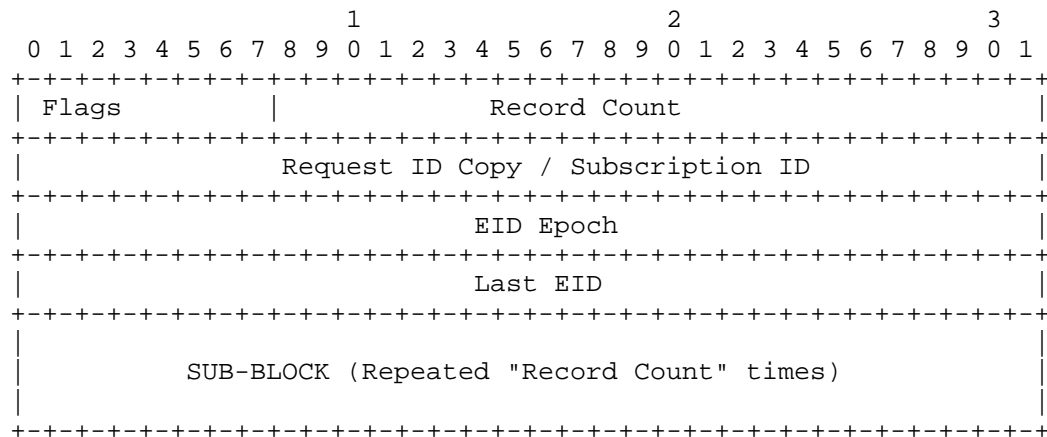 1                   2                   3
 0 1 2 3 4 5 6 7 8 9 0 1 2 3 4 5 6 7 8 9 0 1 2 3 4 5 6 7 8 9 0 1
+-+-+-+-+-+-+-+-+-+-+-+-+-+-+-+-+-+-+-+-+-+-+-+-+-+-+-+-+-+-+-+-+
| Flags         |             Record Count                      |
+-+-+-+-+-+-+-+-+-+-+-+-+-+-+-+-+-+-+-+-+-+-+-+-+-+-+-+-+-+-+-+-+
|                Request ID Copy / Subscription ID              |
+-+-+-+-+-+-+-+-+-+-+-+-+-+-+-+-+-+-+-+-+-+-+-+-+-+-+-+-+-+-+-+-+
|                            EID Epoch                          |
+-+-+-+-+-+-+-+-+-+-+-+-+-+-+-+-+-+-+-+-+-+-+-+-+-+-+-+-+-+-+-+-+
|                            Last EID                           |
+-+-+-+-+-+-+-+-+-+-+-+-+-+-+-+-+-+-+-+-+-+-+-+-+-+-+-+-+-+-+-+-+
|                                                               |
|          SUB-BLOCK (Repeated "Record Count" times)            |
|                                                               |
+-+-+-+-+-+-+-+-+-+-+-+-+-+-+-+-+-+-+-+-+-+-+-+-+-+-+-+-+-+-+-+-+